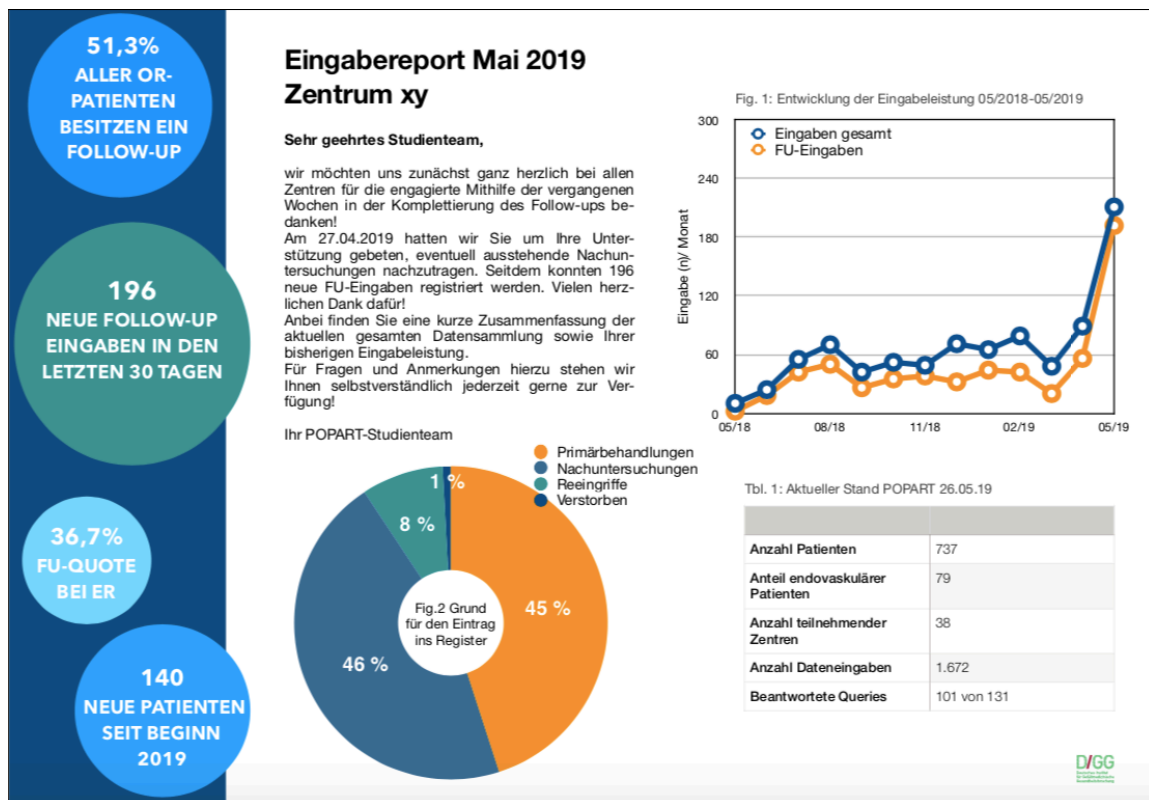 51,3%
ALLER OR-
PATIENTEN
BESITZEN EIN
FOLLOW-UP
196
NEUE FOLLOW-UP
EINGABEN IN DEN
LETZTEN 30 TAGEN
36,7%
FU-QUOTE
BEI ER
140
NEUE PATIENTEN
SEIT BEGINN
2019
Eingabereport Mai 2019
Zentrum xy
Sehr geehrtes Studienteam,
wir möchten uns zunächst ganz herzlich bei allen
Zentren für die engagierte Mithilfe der vergangenen
Wochen in der Komplettierung des Follow-ups be-
danken!
Am 27.04.2019 hatten wir Sie um Ihre Unter-
stützung gebeten, eventuell ausstehende Nachun-
tersuchungen nachzutragen. Seitdem konnten 196
neue FU-Eingaben registriert werden. Vielen herz-
lichen Dank dafür!
Anbei finden Sie eine kurze Zusammenfassung der
aktuellen gesamten Datensammlung sowie Ihrer
bisherigen Eingabeleistung.
Für Fragen und Anmerkungen hierzu stehen wir
Ihnen selbstverständlich jederzeit gerne zur Ver-
fügung!
Ihr POPART-Studienteam
Primärbehandlungen
Nachuntersuchungen
Reeingriffe
Verstorben
1 %
8 %
45 %
46 %
Fig.2 Grund
für den Eintrag
ins Register
Fig. 1: Entwicklung der Eingabeleistung 05/2018-05/2019
Eingaben gesamt
FU-Eingaben
Eingabe (n)/ Monat
300
240
180
120
60
0
05/18 08/18 11/18 02/19 05/19
Tbl. 1: Aktueller Stand POPART 26.05.19
Anzahl Patienten 737
Anteil endovaskulärer 79
Patienten
Anzahl teilnehmender 38
Zentren
Anzahl Dateneingaben 1.672
Beantwortete Queries 101 von 131
DIGG